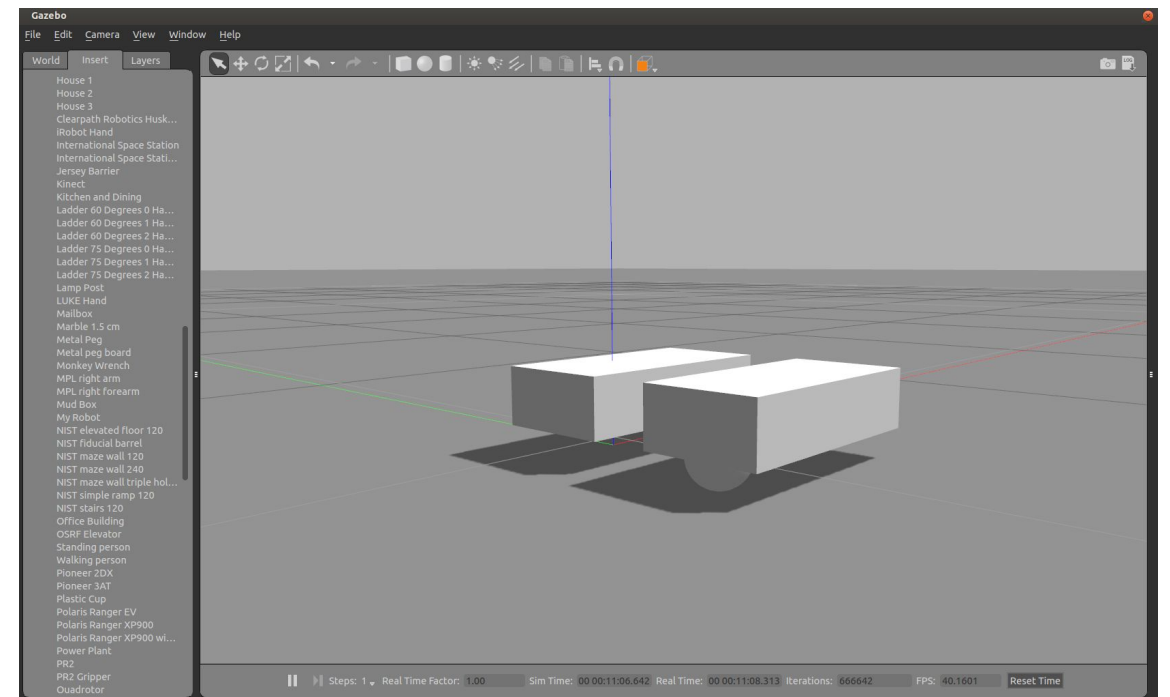 Gazebo
File Edit Camera View Window Help
World Insert Layers
House 1
House 2
House 3
Clearpath Robotics Husk...
iRobot Hand
International Space Station
International Space Stati...
Jersey Barrier
Kinect
Kitchen and Dining
Ladder 60 Degrees 0 Ha...
Ladder 60 Degrees 1 Ha...
Ladder 60 Degrees 2 Ha...
Ladder 75 Degrees 0 Ha...
Ladder 75 Degrees 1 Ha...
Ladder 75 Degrees 2 Ha...
Lamp Post
LUKE Hand
Mailbox
Marble 1.5 cm
Metal Peg
Metal peg board
Monkey Wrench
MPL right arm
MPL right forearm
Mud Box
My Robot
NIST elevated floor 120
NIST fiducial barrel
NIST maze wall 120
NIST maze wall 240
NIST maze wall triple hol...
NIST simple ramp 120
NIST stairs 120
Office Building
OSRF Elevator
Standing person
Walking person
Pioneer 2DX
Pioneer 3AT
Plastic Cup
Polaris Ranger EV
Polaris Ranger XP900
Polaris Ranger XP900 wi...
Power Plant
PR2
PR2 Gripper
Quadrotor
LOG
Steps: 1 Real Time Factor: 1.00 Sim Time: 00 00:11:06.642 Real Time: 00 00:11:08.313 Iterations: 666642 FPS: 40.1601 Reset Time